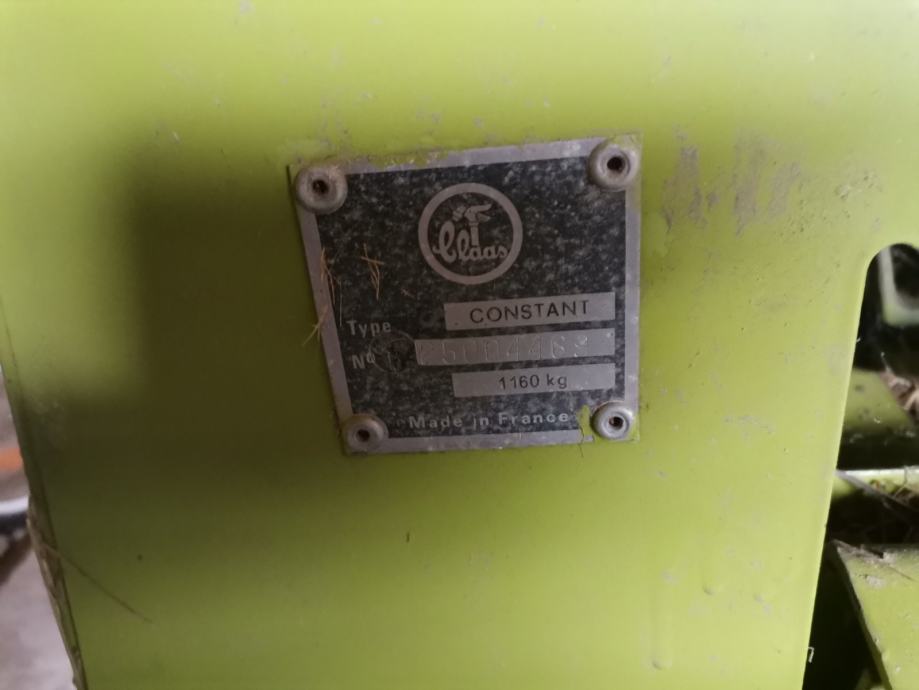 Claas
Type CONSTANT
No
1160 kg
Made in France